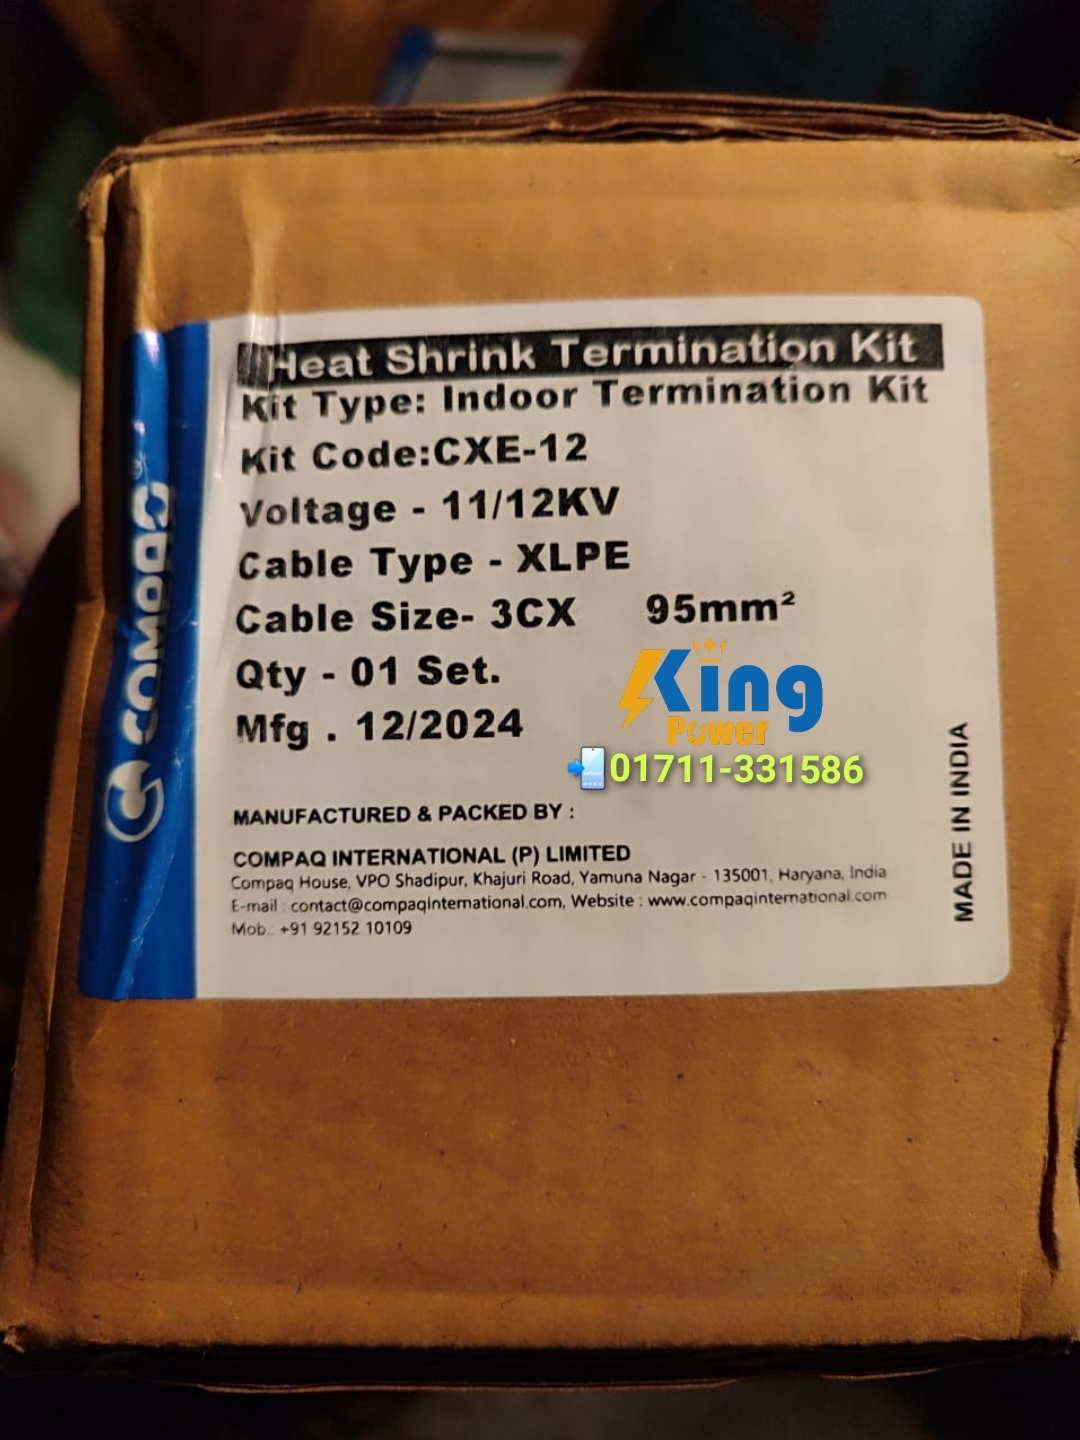 Heat Shrink Termination Kit
Kit Type: Indoor Termination Kit
Kit Code:CXE-12
Voltage - 11/12KV
Cable Type - XLPE
Cable Size- 3CX 95mm²
Qty - 01 Set.
Mfg . 12/2024
King
Power
01711-331586
MANUFACTURED & PACKED BY :
COMPAQ INTERNATIONAL (P) LIMITED
Compaq House, VPO Shadipur, Khajuri Road, Yamuna Nagar - 135001, Haryana, India
E-mail : contact@compaqinternational.com, Website : www.compaqinternational.com
Mob.: +91 92152 10109
MADE IN INDIA
COMPAQ